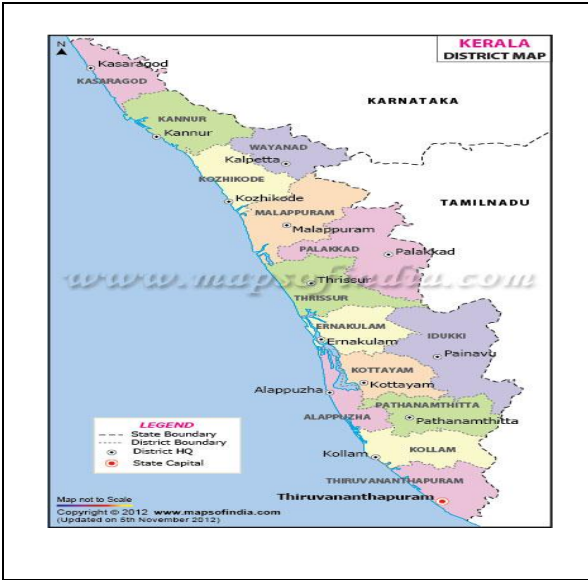 KERALA
DISTRICT MAP
N
Kasaragod
KASARAGOD
KARNATAKA
KANNUR
Kannur
WAYANAD
Kalpetta
KOZHIKODE
Kozhikode
TAMILNADU
MALAPPURAM
Malappuram
PALAKKAD
Palakkad
www.mapsofindia.com
Thrissur
THRISSUR
ERNAKULAM
Ernakulam
IDUKKI
Painavu
KOTTAYAM
Kottayam
Alappuzha
PATHANAMTHITTA
ALAPPUZHA
Pathanamthitta
KOLLAM
Kollam
THIRUVANANTHAPURAM
Thiruvananthapuram
LEGEND
State Boundary
District Boundary
District HQ
State Capital
Map not to Scale
Copyright © 2012 www.mapsofindia.com
(Updated on 5th November 2012)